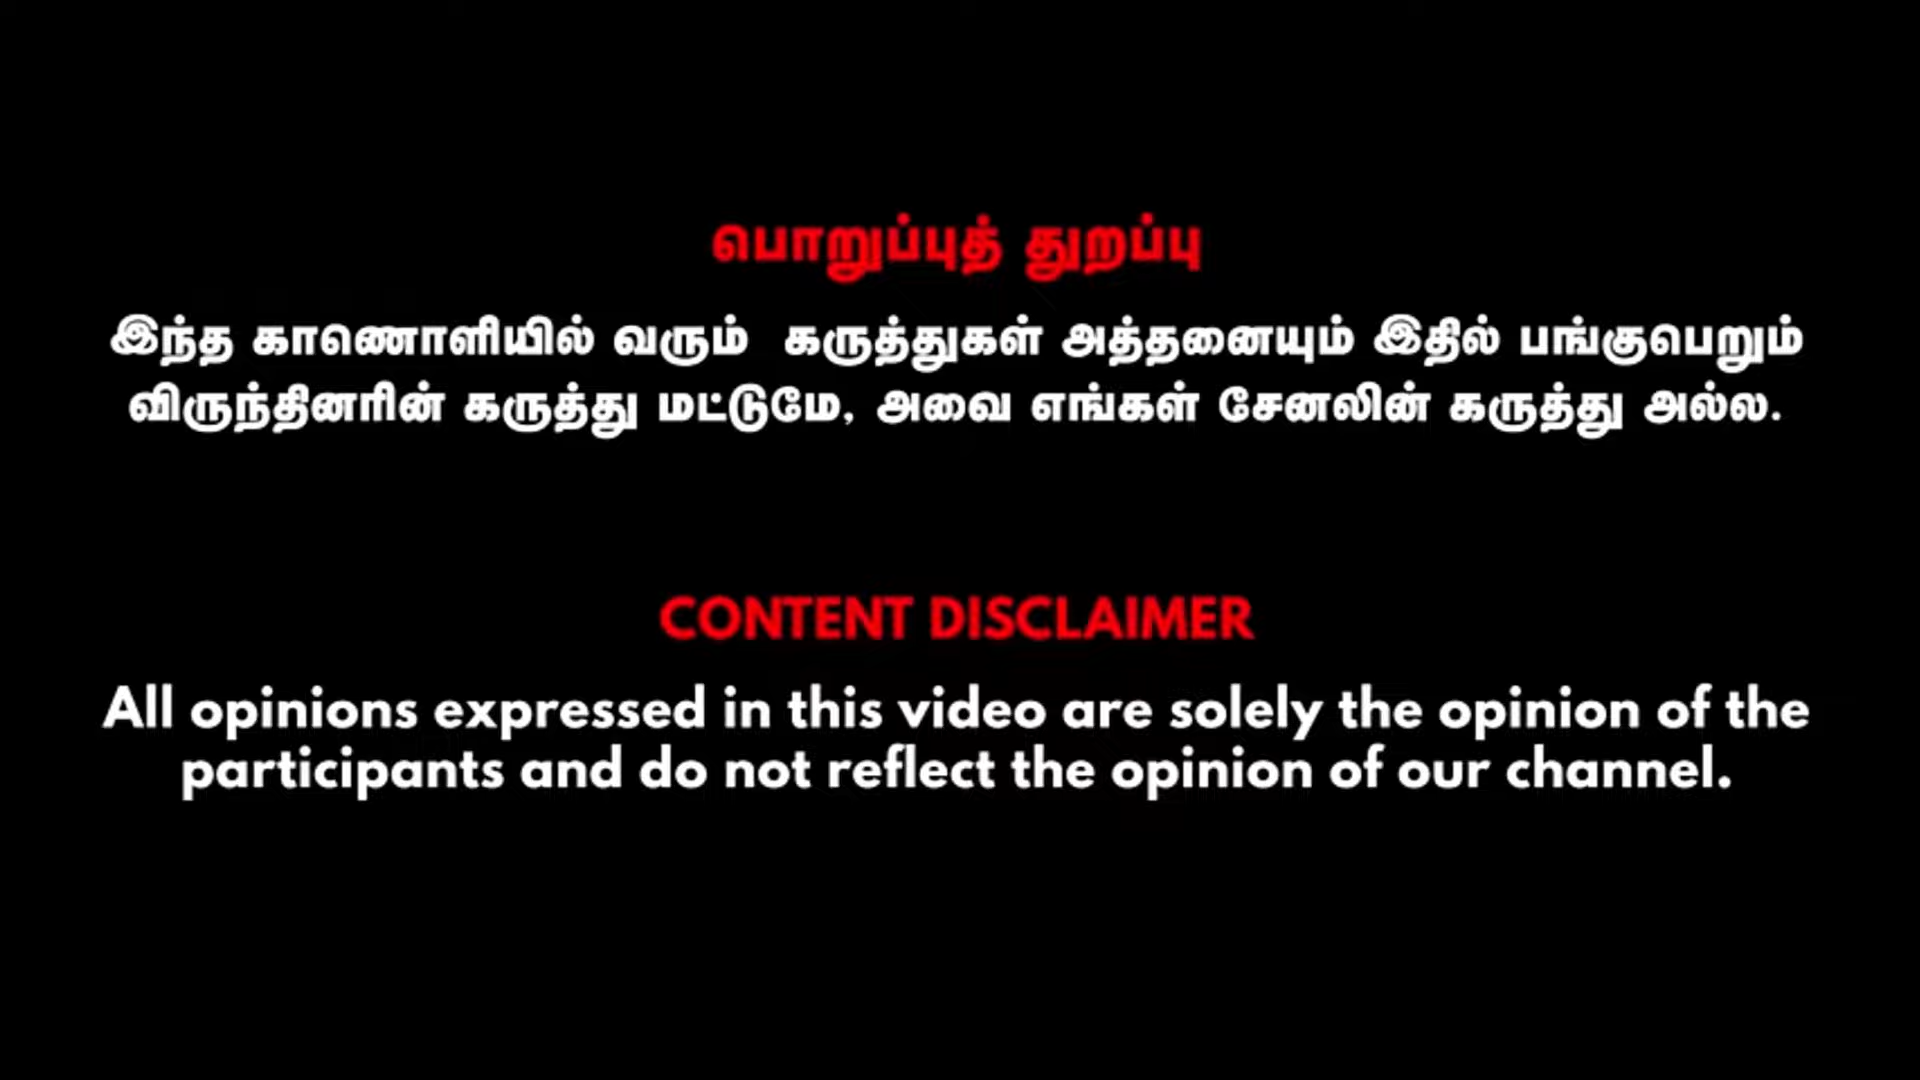 பொறுப்புத் துறப்பு
இந்த காணொளியில் வரும் கருத்துகள் அத்தனையும் இதில் பங்குபெறும்
விருந்தினரின் கருத்து மட்டுமே, அவை எங்கள் சேனலின் கருத்து அல்ல.
CONTENT DISCLAIMER
All opinions expressed in this video are solely the opinion of the
participants and do not reflect the opinion of our channel.